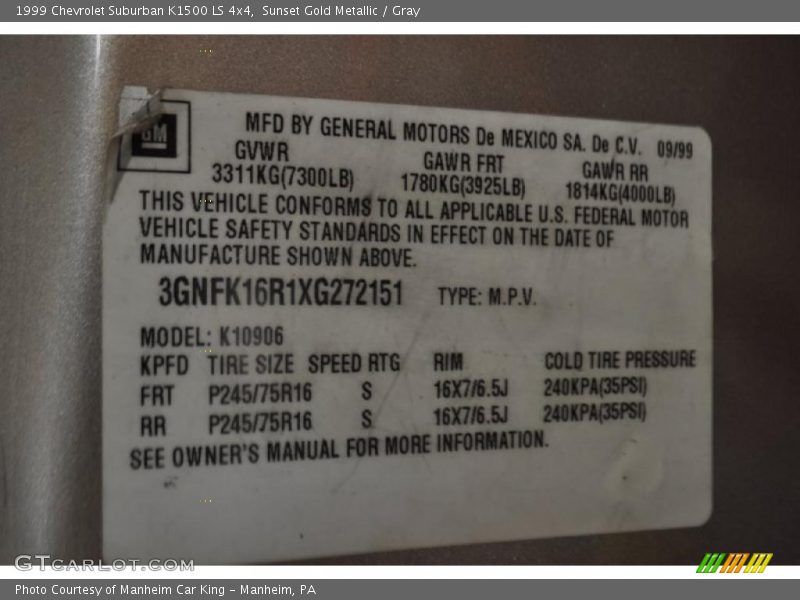 1999 Chevrolet Suburban K1500 LS 4x4, Sunset Gold Metallic / Gray
GM
MFD BY GENERAL MOTORS De MEXICO SA. De C.V. 09/99
GVWR GAWR FRT GAWR RR
3311KG(7300LB) 1780KG(3925LB) 1814KG(4000LB)
THIS VEHICLE CONFORMS TO ALL APPLICABLE U.S. FEDERAL MOTOR
VEHICLE SAFETY STANDARDS IN EFFECT ON THE DATE OF
MANUFACTURE SHOWN ABOVE.
3GNFK16R1XG272151 TYPE: M.P.V.
MODEL: K10906
KPFD TIRE SIZE SPEED RTG RIM COLD TIRE PRESSURE
FRT P245/75R16 S 16X7/6.5J 240KPA(35PSI)
RR P245/75R16 S 16X7/6.5J 240KPA(35PSI)
SEE OWNER'S MANUAL FOR MORE INFORMATION.
GTcarlot.com
Photo Courtesy of Manheim Car King - Manheim, PA